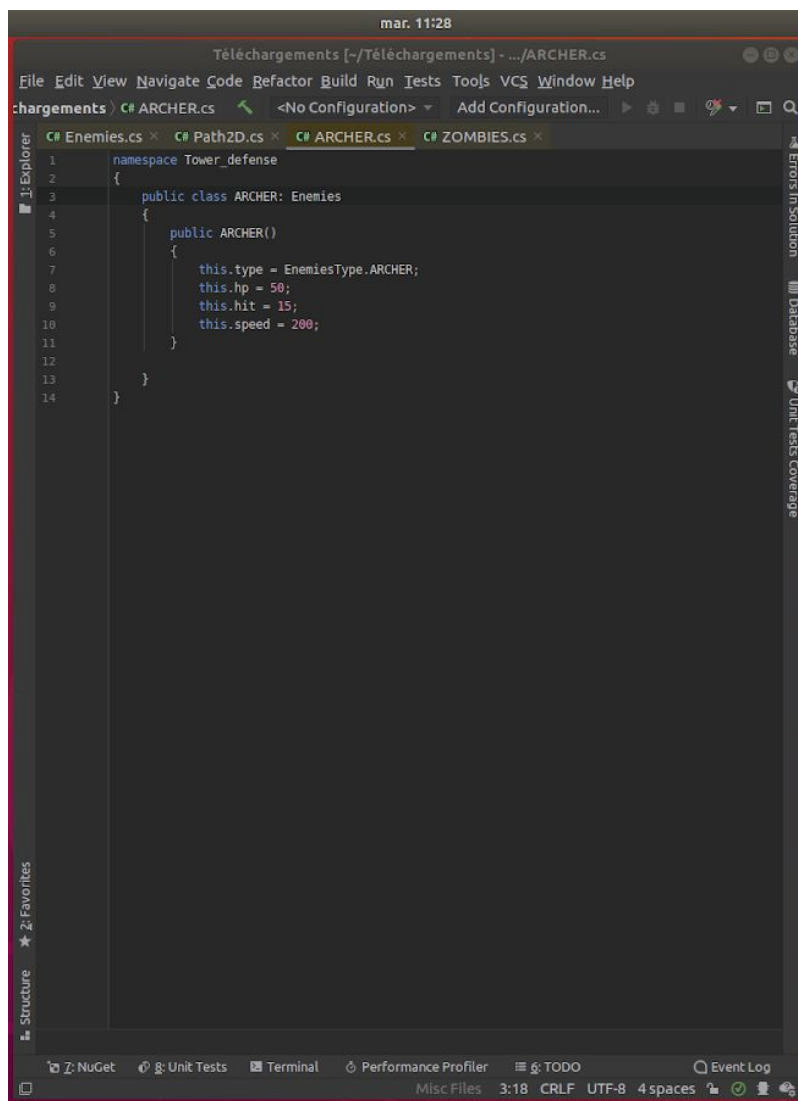 mar. 11:28
Téléchargements [~/Téléchargements] - .../ARCHER.cs
File Edit View Navigate Code Refactor Build Run Tests Tools VCS Window Help
chargements C# ARCHER.cs <No Configuration> Add Configuration...
C# Enemies.cs C# Path2D.cs C# ARCHER.cs C# ZOMBIES.cs
1: Explorer
1 namespace Tower_defense
2 {
3 public class ARCHER: Enemies
4 {
5 public ARCHER()
6 {
7 this.type = EnemiesType.ARCHER;
8 this.hp = 50;
9 this.hit = 15;
10 this.speed = 200;
11 }
12
13 }
14 }
Errors In Solution
Database
Unit Tests Coverage
2: Favorites
Structure
7: NuGet 8: Unit Tests Terminal Performance Profiler 6: TODO Event Log
Misc Files 3:18 CRLF UTF-8 4 spaces